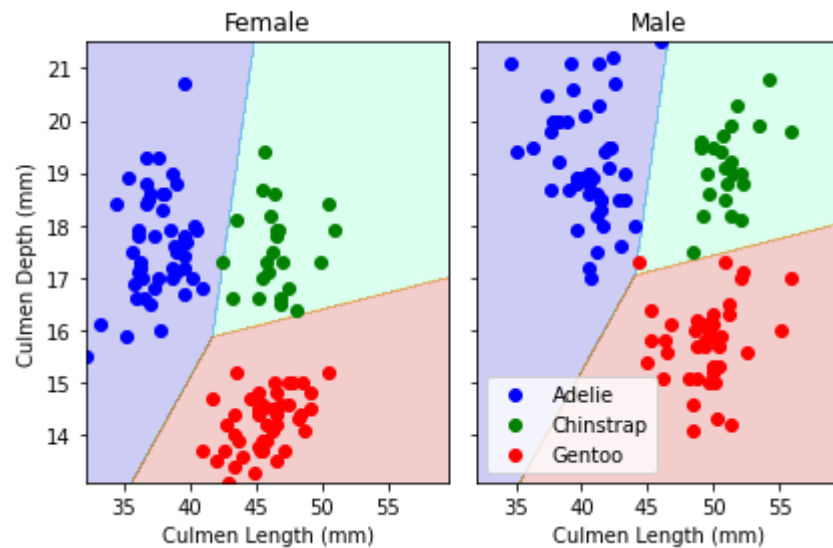 Female
Male
21
20
19
18
17
16
15
14
Culmen Depth (mm)
35 40 45 50 55
Culmen Length (mm)
35 40 45 50 55
Culmen Length (mm)
Adelie
Chinstrap
Gentoo